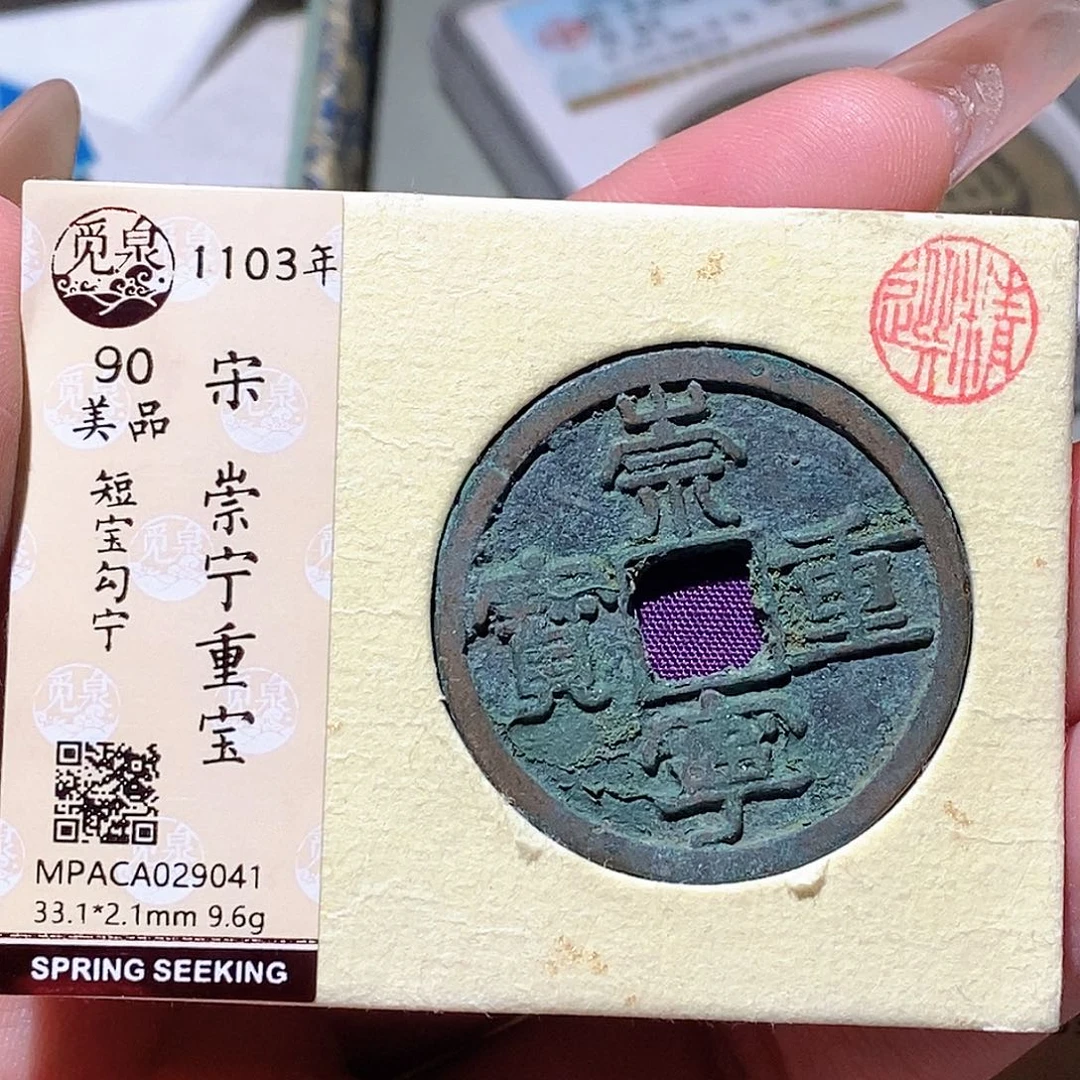 觅泉
1103年
90
美品
宋 崇宁重宝
短宝勾宁
MPACA029041
33.1*2.1mm 9.6g
SPRING SEEKING
崇寧重寳